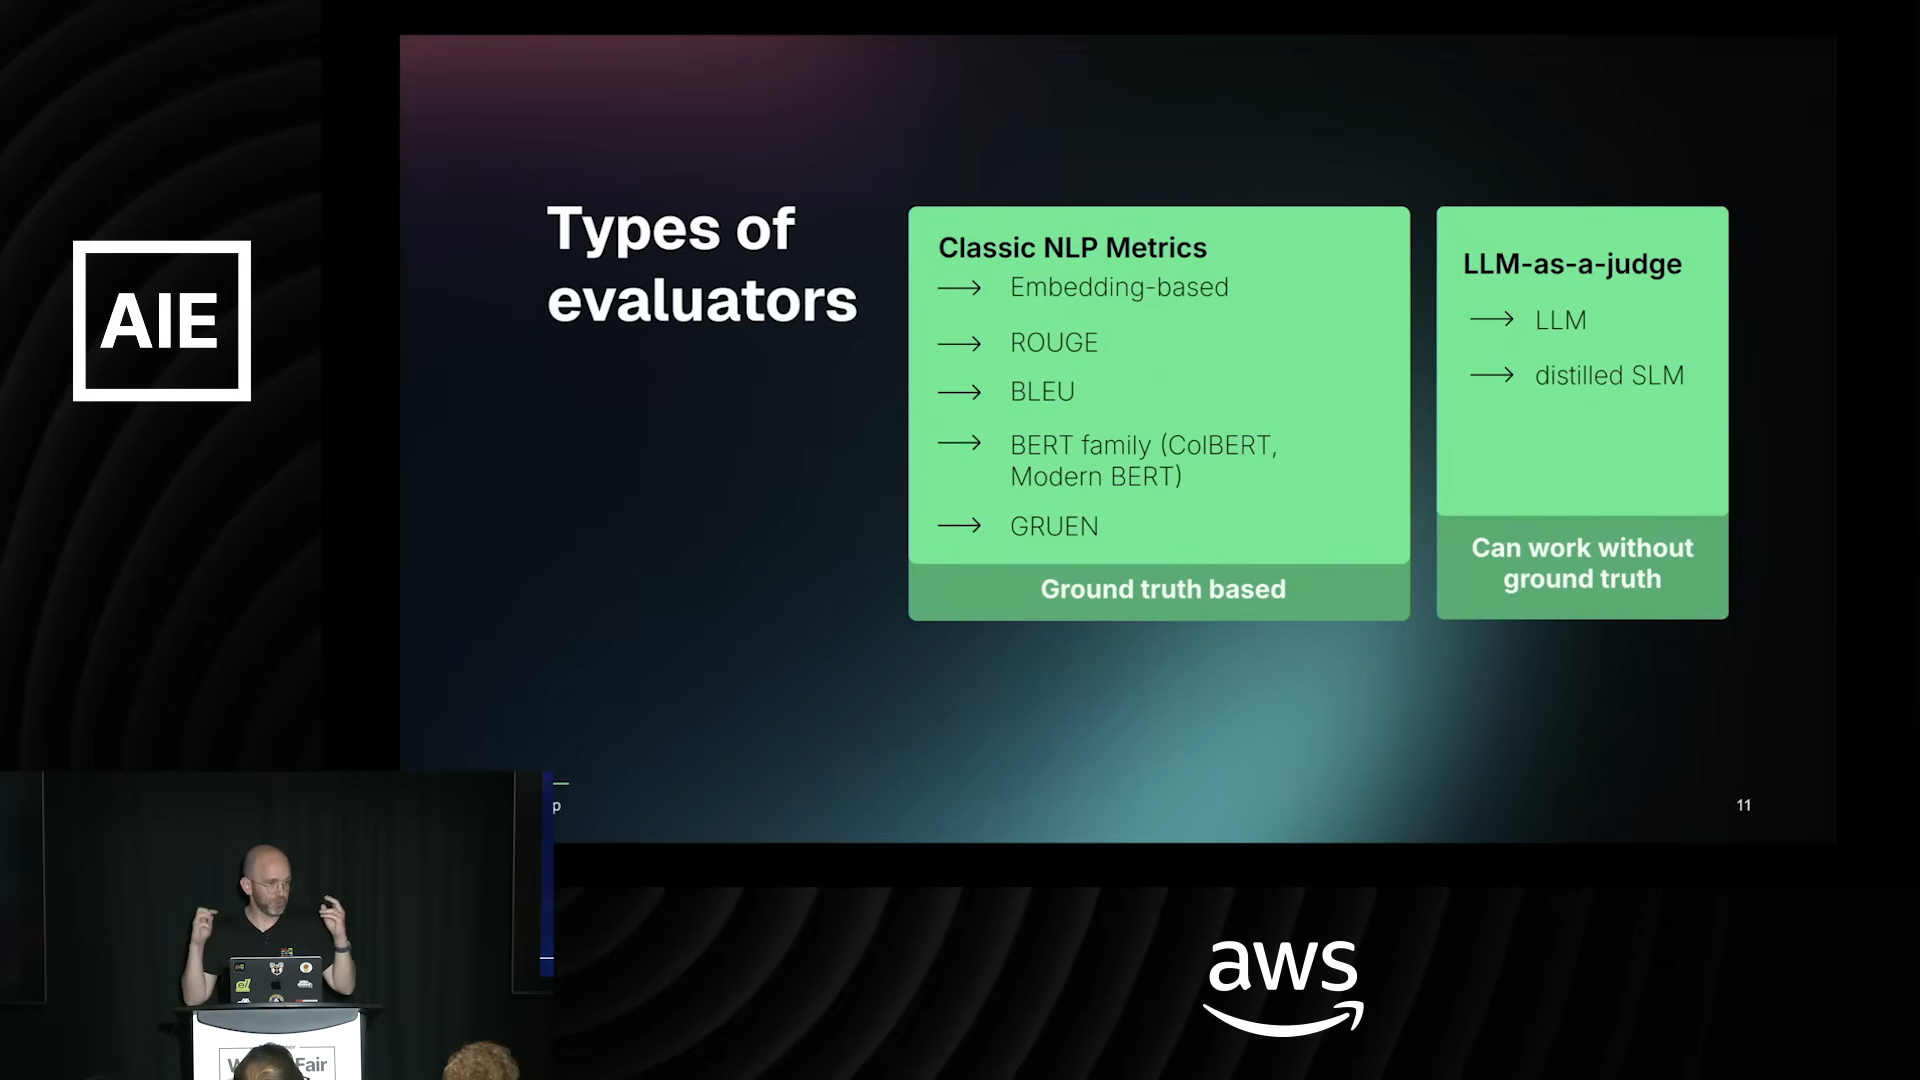 AIE
Types of
evaluators
Classic NLP Metrics
Embedding-based
ROUGE
BLEU
BERT family (ColBERT,
Modern BERT)
GRUEN
Ground truth based
LLM-as-a-judge
LLM
distilled SLM
Can work without
ground truth
p
11
aws
Fair